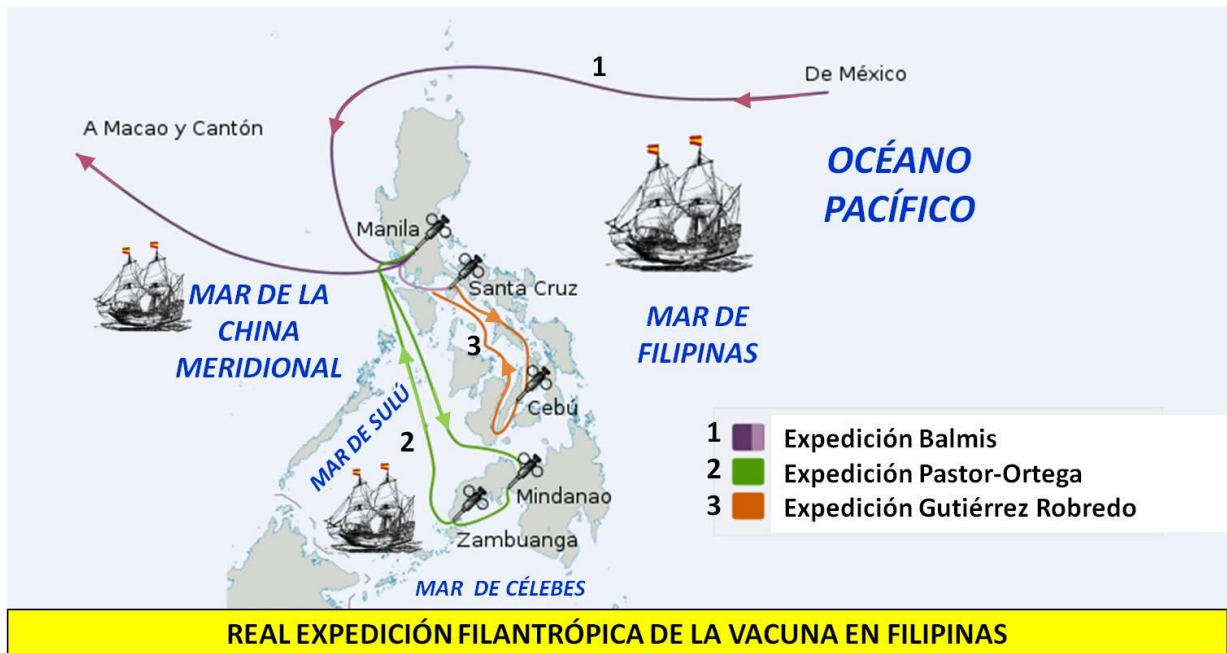 1
De México
A Macao y Cantón
OCÉANO
PACÍFICO
Manila
Santa Cruz
MAR DE LA
CHINA
MERIDIONAL
MAR DE
FILIPINAS
3
Cebú
MAR DE SULÚ
2
Mindanao
Zambuanga
MAR DE CÉLEBES
1 Expedición Balmis
2 Expedición Pastor-Ortega
3 Expedición Gutiérrez Robredo
REAL EXPEDICIÓN FILANTRÓPICA DE LA VACUNA EN FILIPINAS